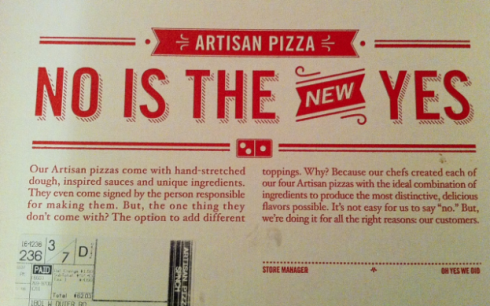 ARTISAN PIZZA
NO IS THE NEW YES
Our Artisan pizzas come with hand-stretched
dough, inspired sauces and unique ingredients.
They even come signed by the person responsible
for making them. But, the one thing they
don't come with? The option to add different
toppings. Why? Because our chefs created each of
our four Artisan pizzas with the ideal combination of
ingredients to produce the most distinctive, delicious
flavors possible. It's not easy for us to say "no." But,
we're doing it for all the right reasons: our customers.
STORE MANAGER
OH YES WE DID
236
3
7
D
PAID
Total
ARTISAN PIZZA